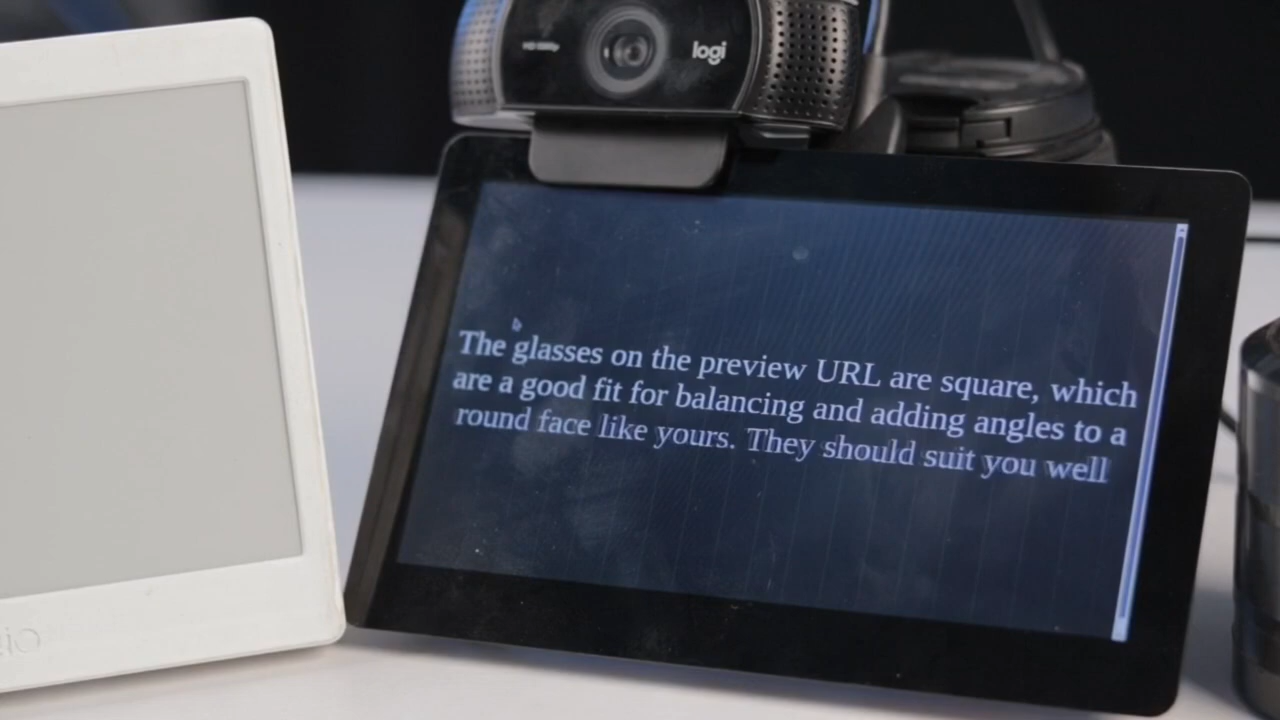 logi
The glasses on the preview URL are square, which
are a good fit for balancing and adding angles to a
round face like yours. They should suit you well